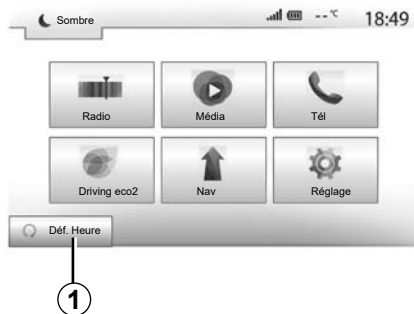 Sombre
--°C
18:49
Radio
Média
Tél
Driving eco2
Nav
Réglage
Déf. Heure
1